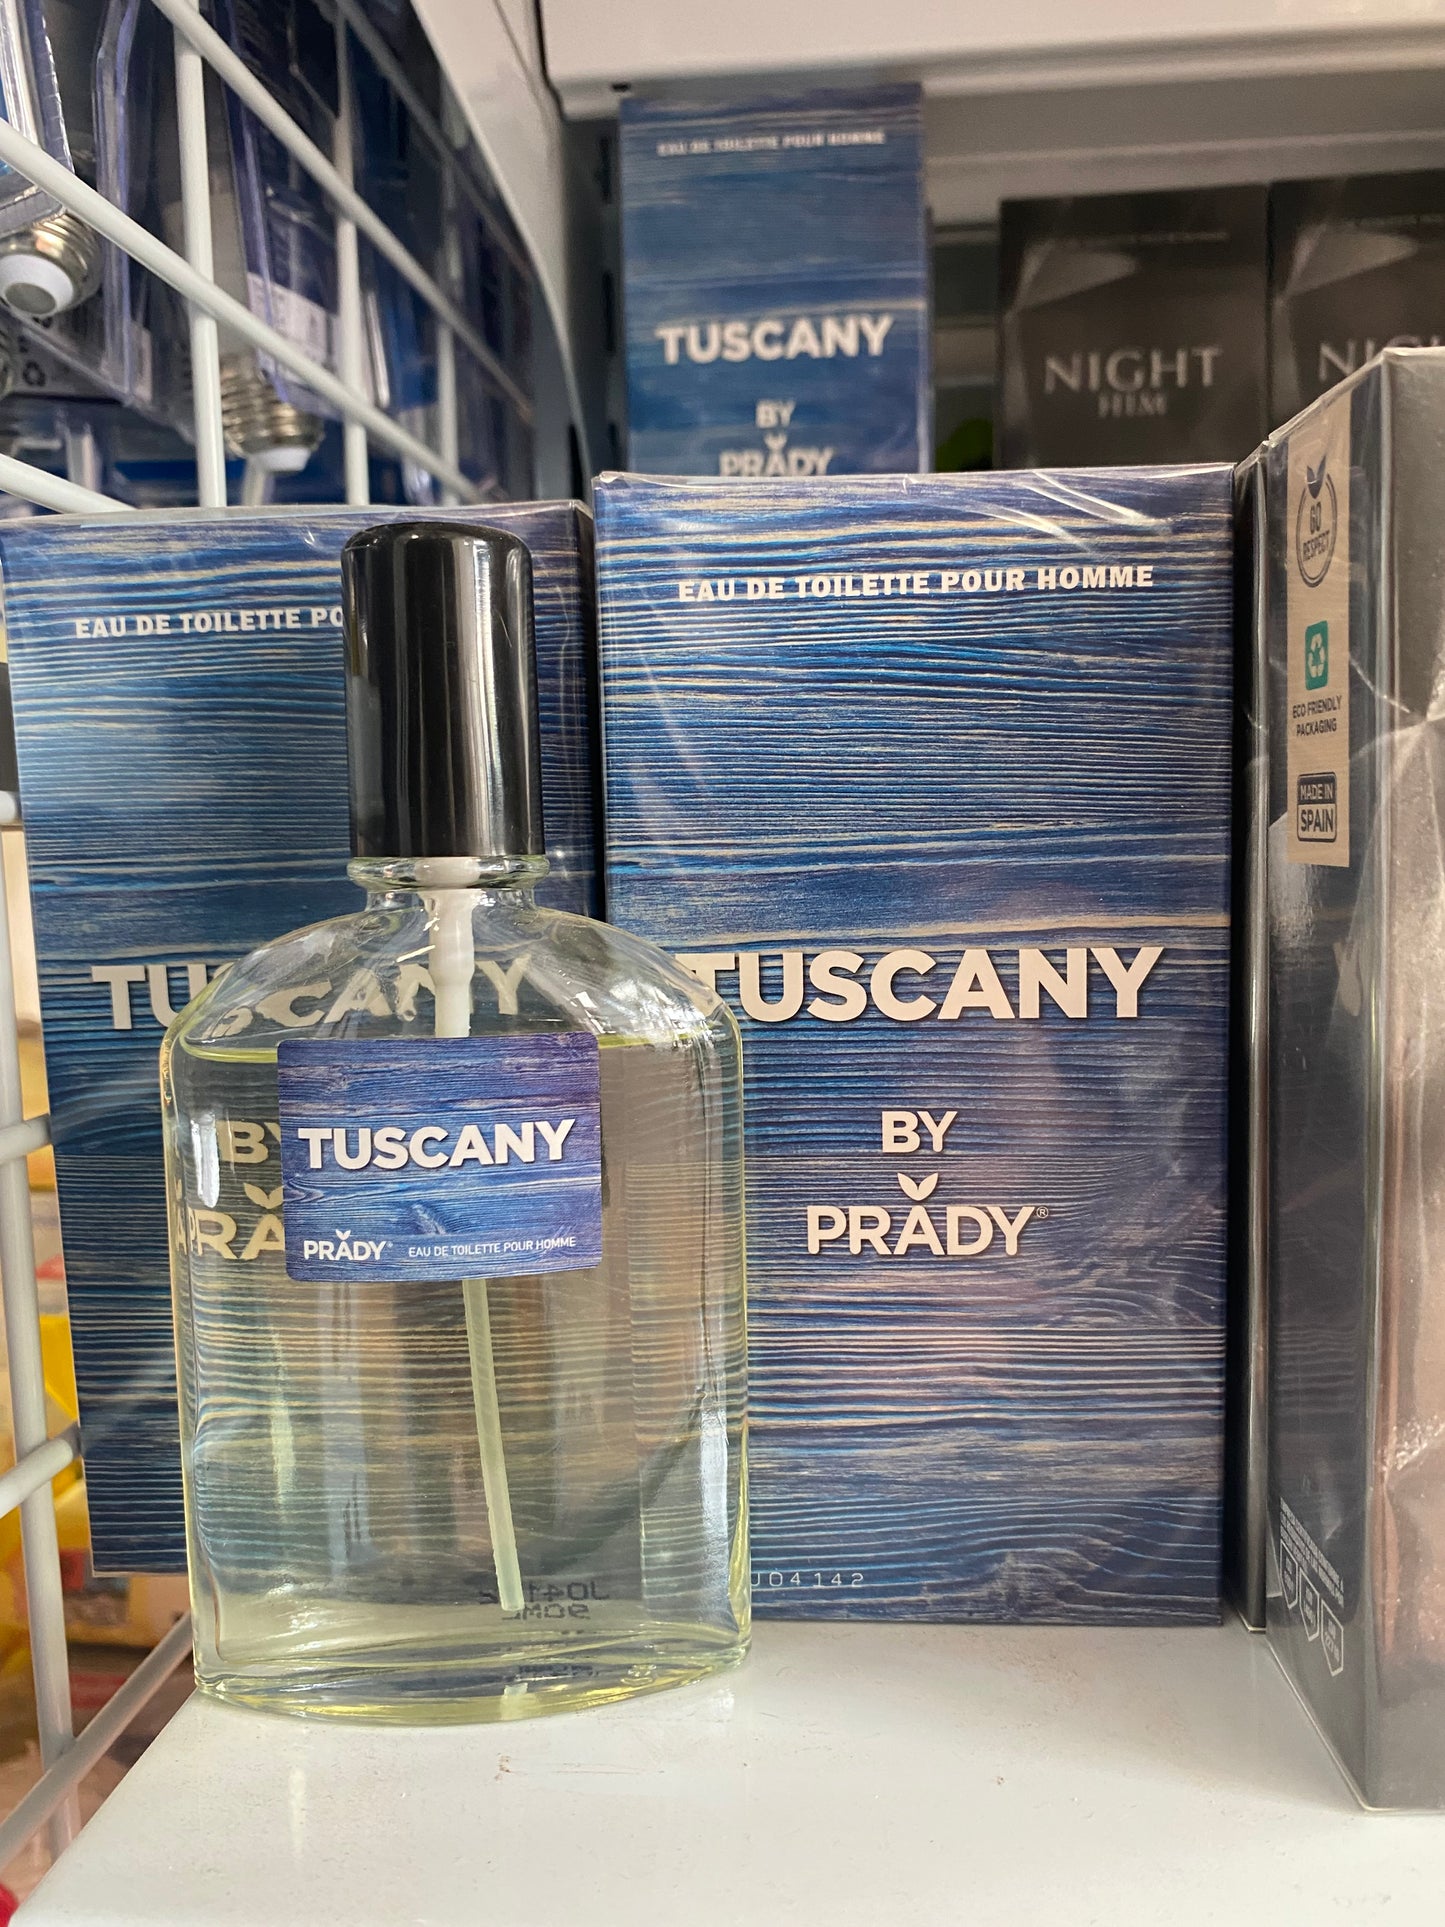 EAU DE TOILETTE POUR HOMME
TUSCANY
BY
PRADY
NIGHT
HIM
EAU DE TOILETTE POUR HOMME
TUSCANY
BY
PRADY®
J04142
EAU DE TOILETTE PO
TUSCANY
BY
TUSCANY
PRADY® EAU DE TOILETTE POUR HOMME
GO
RESPECT
ECO FRIENDLY
PACKAGING
MADE IN
SPAIN